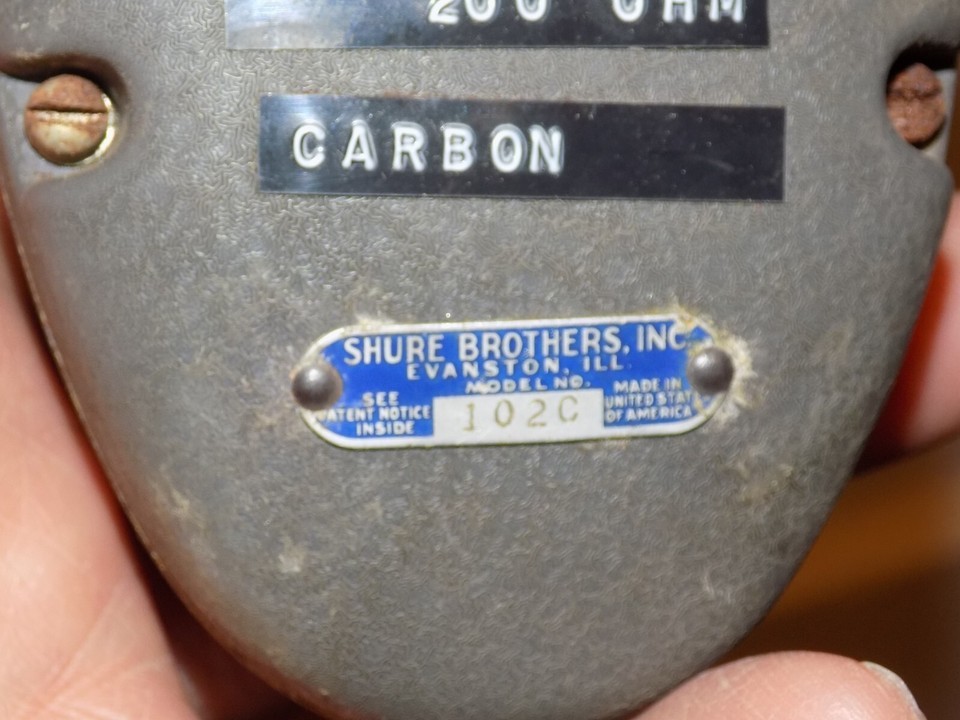 200 OHM
CARBON
SHURE BROTHERS, INC.
EVANSTON, ILL.
MODEL NO.
SEE
PATENT NOTICE
INSIDE
102C
MADE IN
UNITED STATES
OF AMERICA